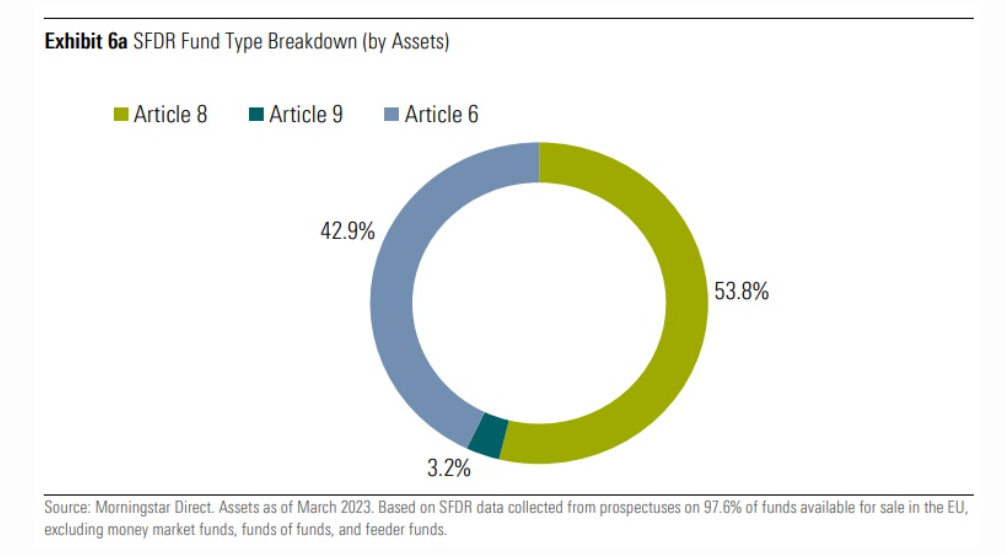 Exhibit 6a SFDR Fund Type Breakdown (by Assets)
Article 8 Article 9 Article 6
42.9%
53.8%
3.2%
Source: Morningstar Direct. Assets as of March 2023. Based on SFDR data collected from prospectuses on 97.6% of funds available for sale in the EU,
excluding money market funds, funds of funds, and feeder funds.